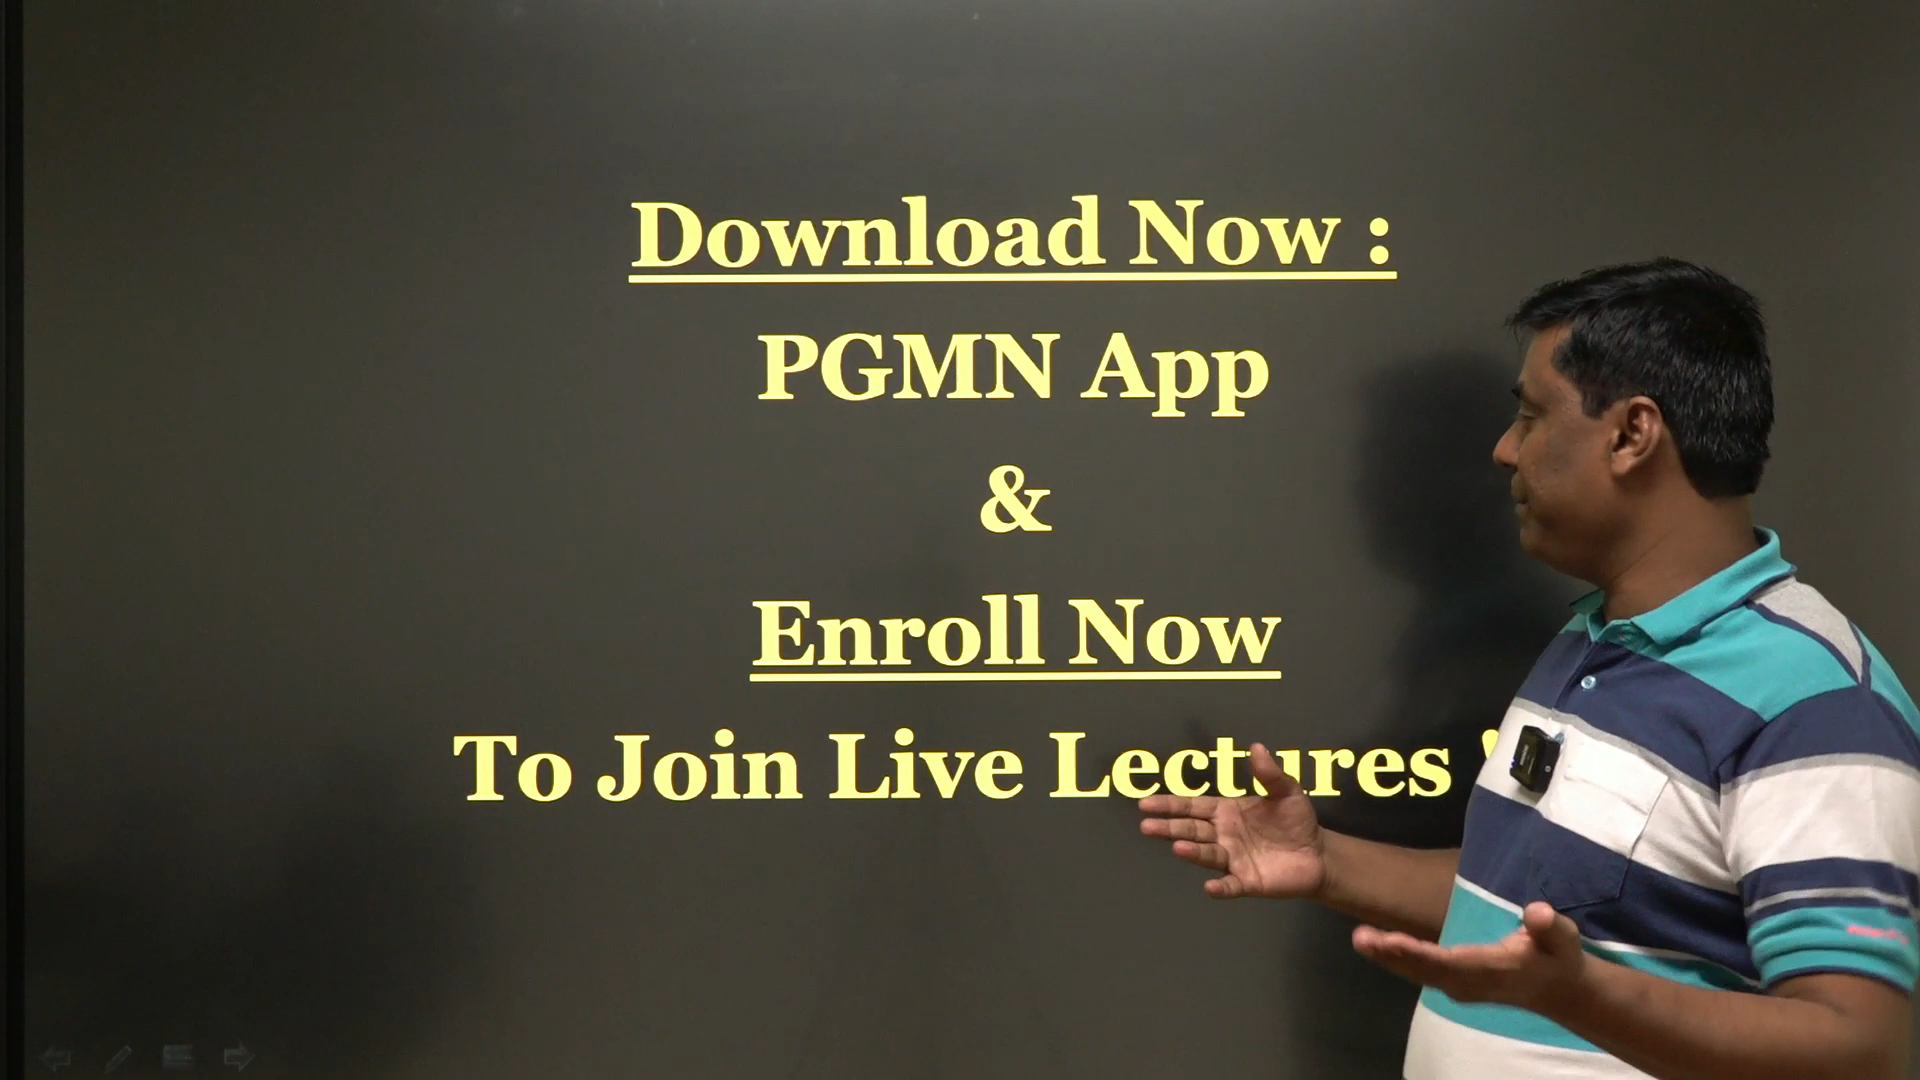 Download Now :
PGMN App
&
Enroll Now
To Join Live Lectures